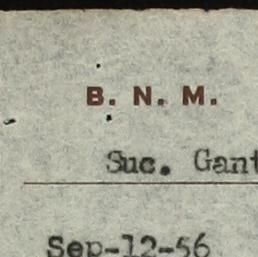 B. N. M.
Suc. Gant
Sep-12-56